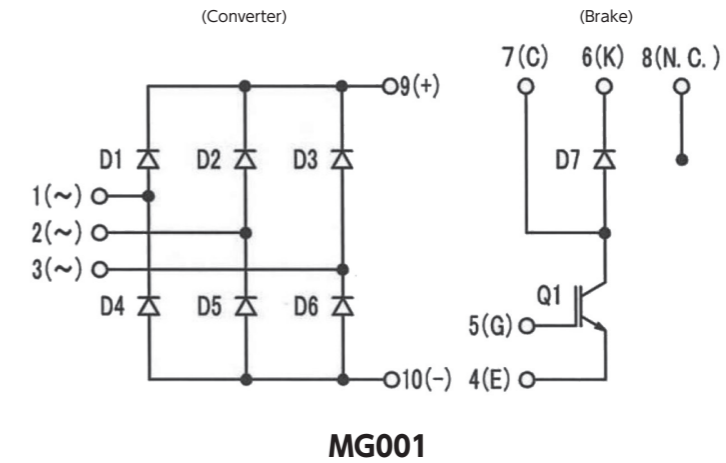 (Converter)
(Brake)
7(C) 6(K) 8(N.C.)
9(+)
D1 D2 D3 D7
1(~)
2(~)
3(~)
D4 D5 D6 Q1
5(G)
10(-) 4(E)
MG001